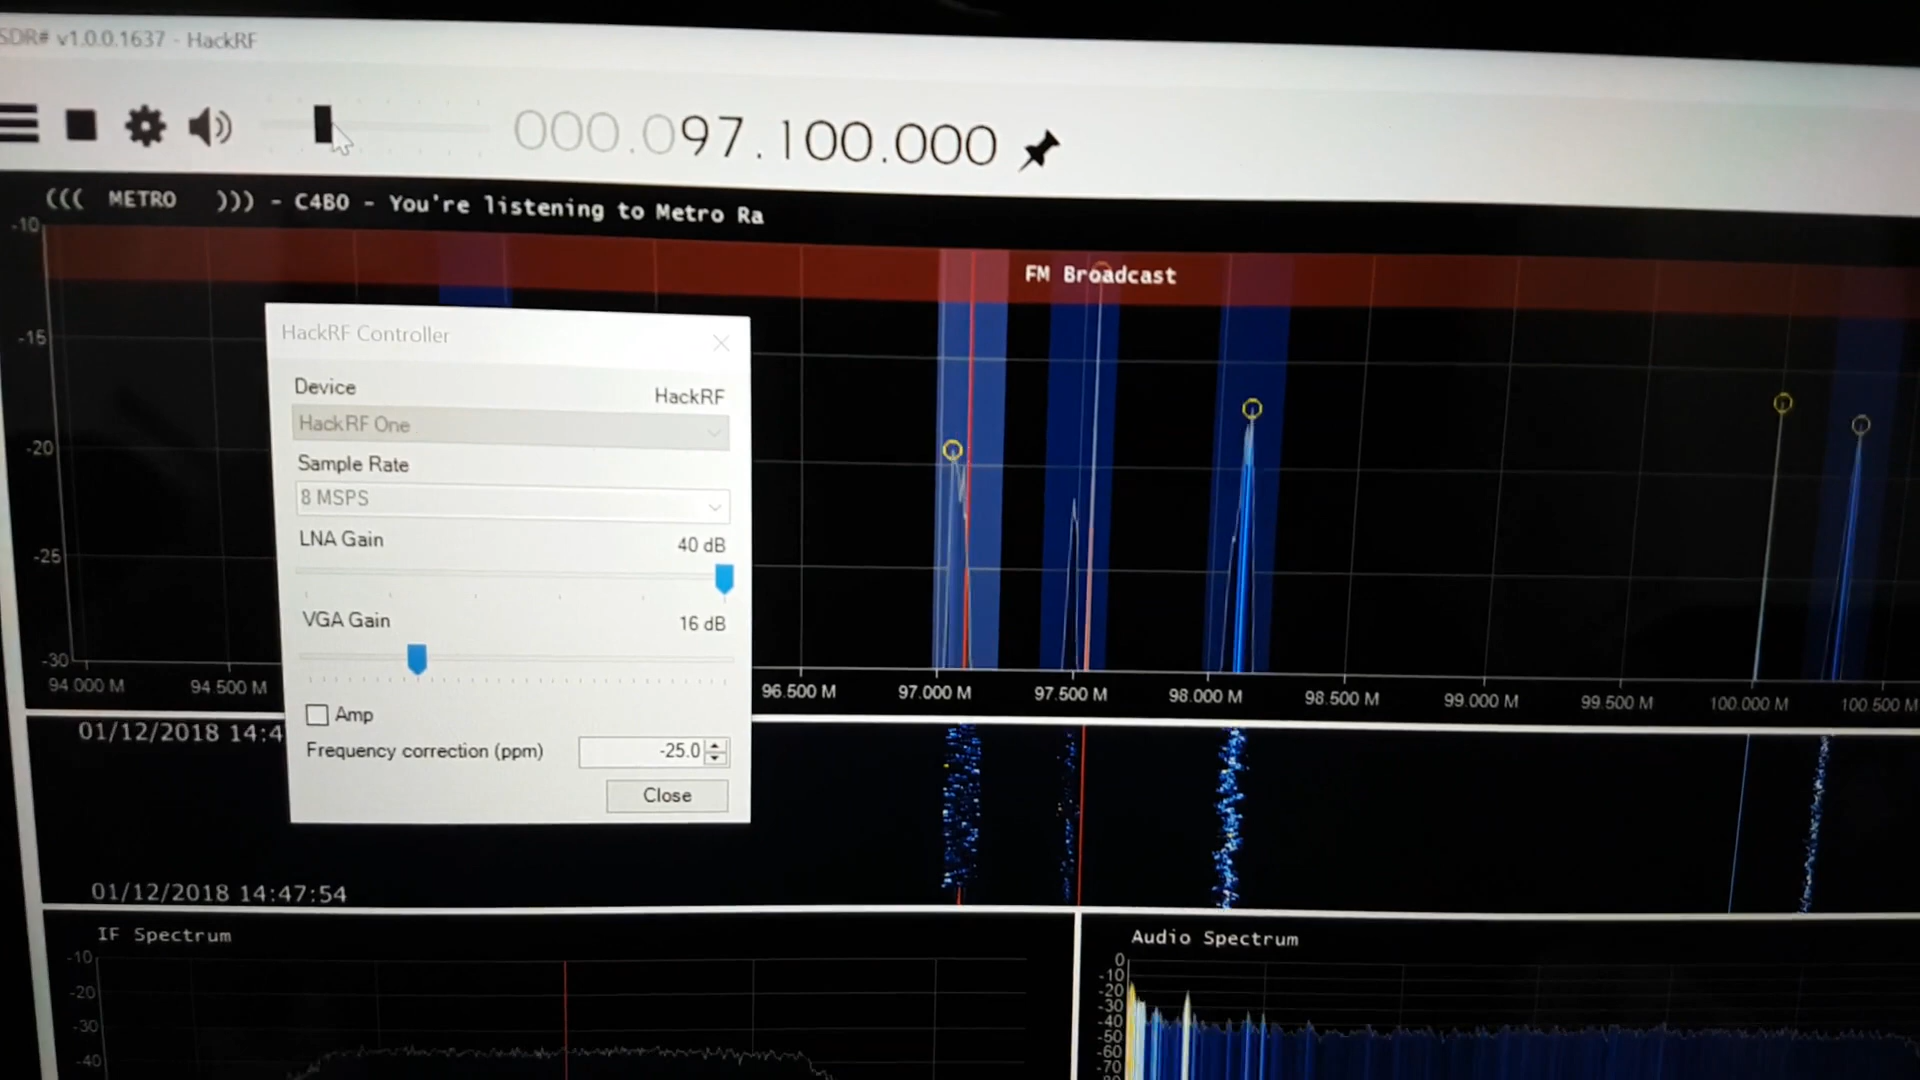 SDR# v1.0.0.1637 - HackRF
000.097.100.000
((( METRO ))) - C4B0 - You're listening to Metro Ra
-10
FM Broadcast
-15
-20
-25
-30
94.000 M 94.500 M 96.500 M 97.000 M 97.500 M 98.000 M 98.500 M 99.000 M 99.500 M 100.000 M 100.500 M
HackRF Controller
Device HackRF
HackRF One
Sample Rate
8 MSPS
LNA Gain 40 dB
VGA Gain 16 dB
Amp
Frequency correction (ppm) -25.0
Close
01/12/2018 14:4
01/12/2018 14:47:54
IF Spectrum
-10
-20
-30
-40
Audio Spectrum
0
-10
-20
-30
-40
-50
-60
-70